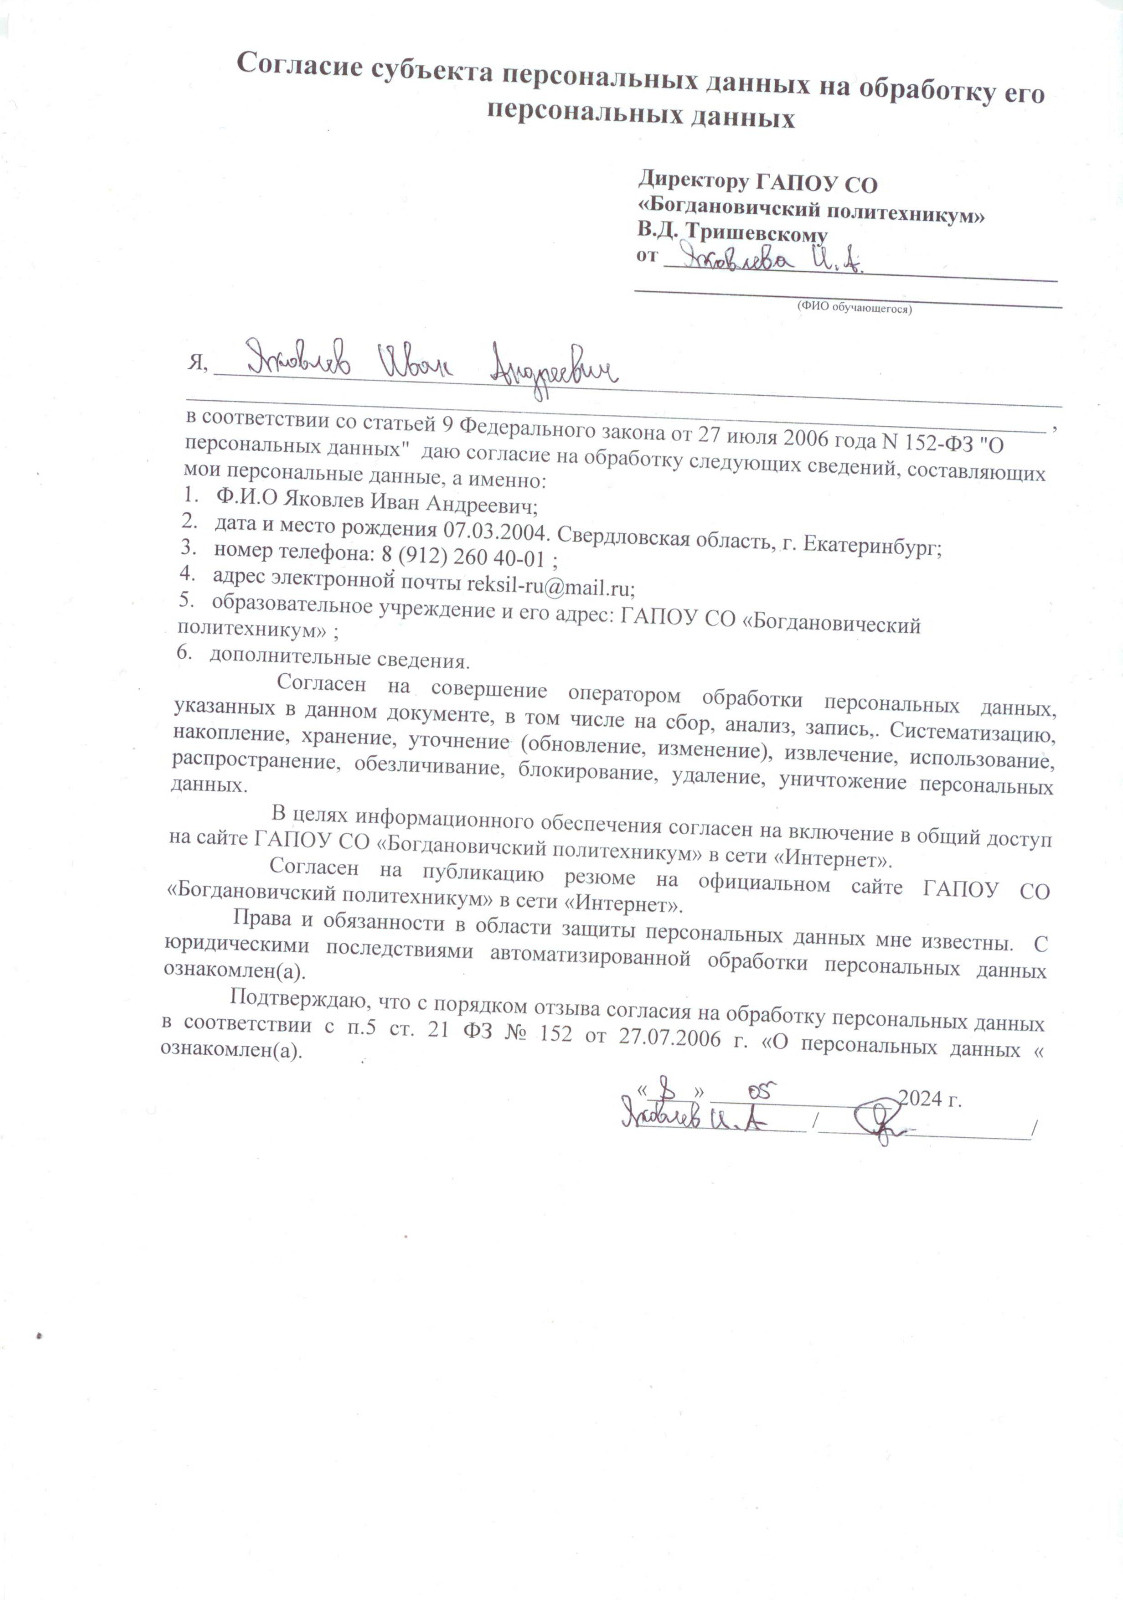 Согласие субъекта персональных данных на обработку его
персональных данных
Директору ГАПОУ СО
«Богдановичский политехникум»
В.Д. Тришевскому
от Яковлева И.А.
(ФИО обучающегося)
Я, Яковлев Иван Андреевич
,
в соответствии со статьей 9 Федерального закона от 27 июля 2006 года N 152-ФЗ "О
персональных данных" даю согласие на обработку следующих сведений, составляющих
мои персональные данные, а именно:
1. Ф.И.О Яковлев Иван Андреевич;
2. дата и место рождения 07.03.2004. Свердловская область, г. Екатеринбург;
3. номер телефона: 8 (912) 260 40-01 ;
4. адрес электронной почты reksil-ru@mail.ru;
5. образовательное учреждение и его адрес: ГАПОУ СО «Богдановический
политехникум» ;
6. дополнительные сведения.
Согласен на совершение оператором обработки персональных данных,
указанных в данном документе, в том числе на сбор, анализ, запись,. Систематизацию,
накопление, хранение, уточнение (обновление, изменение), извлечение, использование,
распространение, обезличивание, блокирование, удаление, уничтожение персональных
данных.
В целях информационного обеспечения согласен на включение в общий доступ
на сайте ГАПОУ СО «Богдановичский политехникум» в сети «Интернет».
Согласен на публикацию резюме на официальном сайте ГАПОУ СО
«Богдановичский политехникум» в сети «Интернет».
Права и обязанности в области защиты персональных данных мне известны. С
юридическими последствиями автоматизированной обработки персональных данных
ознакомлен(а).
Подтверждаю, что с порядком отзыва согласия на обработку персональных данных
в соответствии с п.5 ст. 21 ФЗ № 152 от 27.07.2006 г. «О персональных данных «
ознакомлен(а).
«8» 05 2024 г.
Яковлев И.А / /